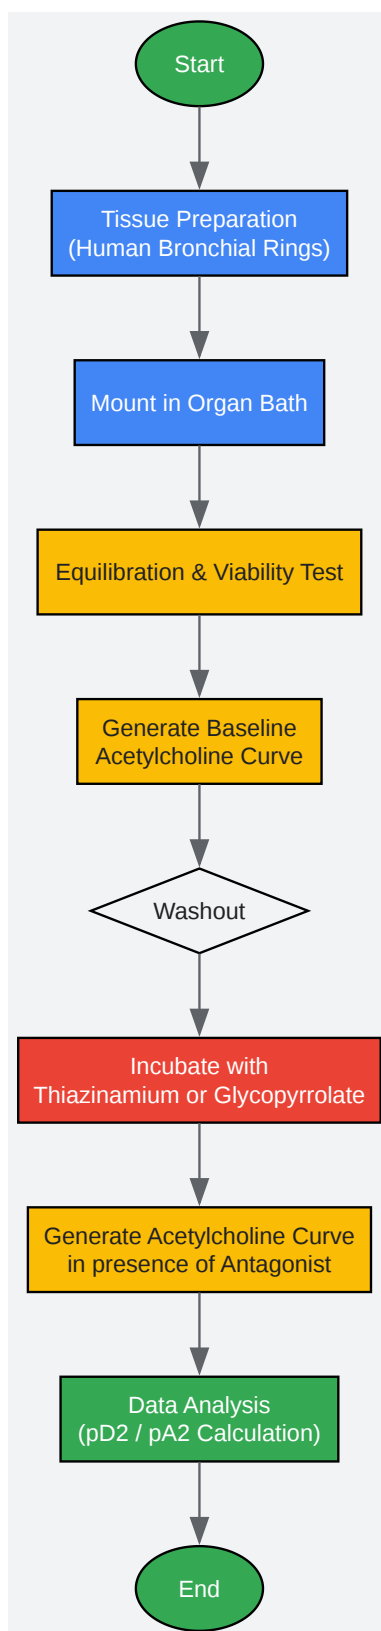 Start
Tissue Preparation
(Human Bronchial Rings)
Mount in Organ Bath
Equilibration & Viability Test
Generate Baseline
Acetylcholine Curve
Washout
Incubate with
Thiazinamium or Glycopyrrolate
Generate Acetylcholine Curve
in presence of Antagonist
Data Analysis
(pD2 / pA2 Calculation)
End